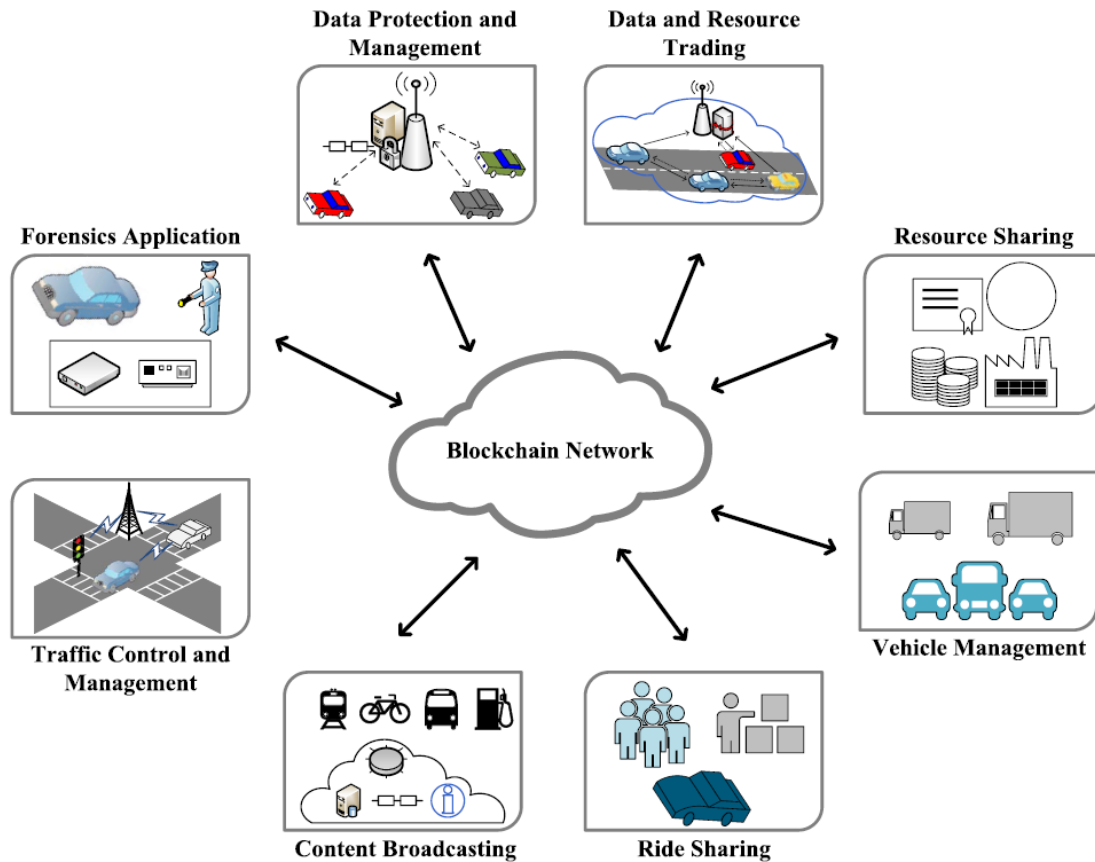 Data Protection and
Management
Data and Resource
Trading
Forensics Application
Resource Sharing
Blockchain Network
Traffic Control and
Management
Vehicle Management
Content Broadcasting
Ride Sharing